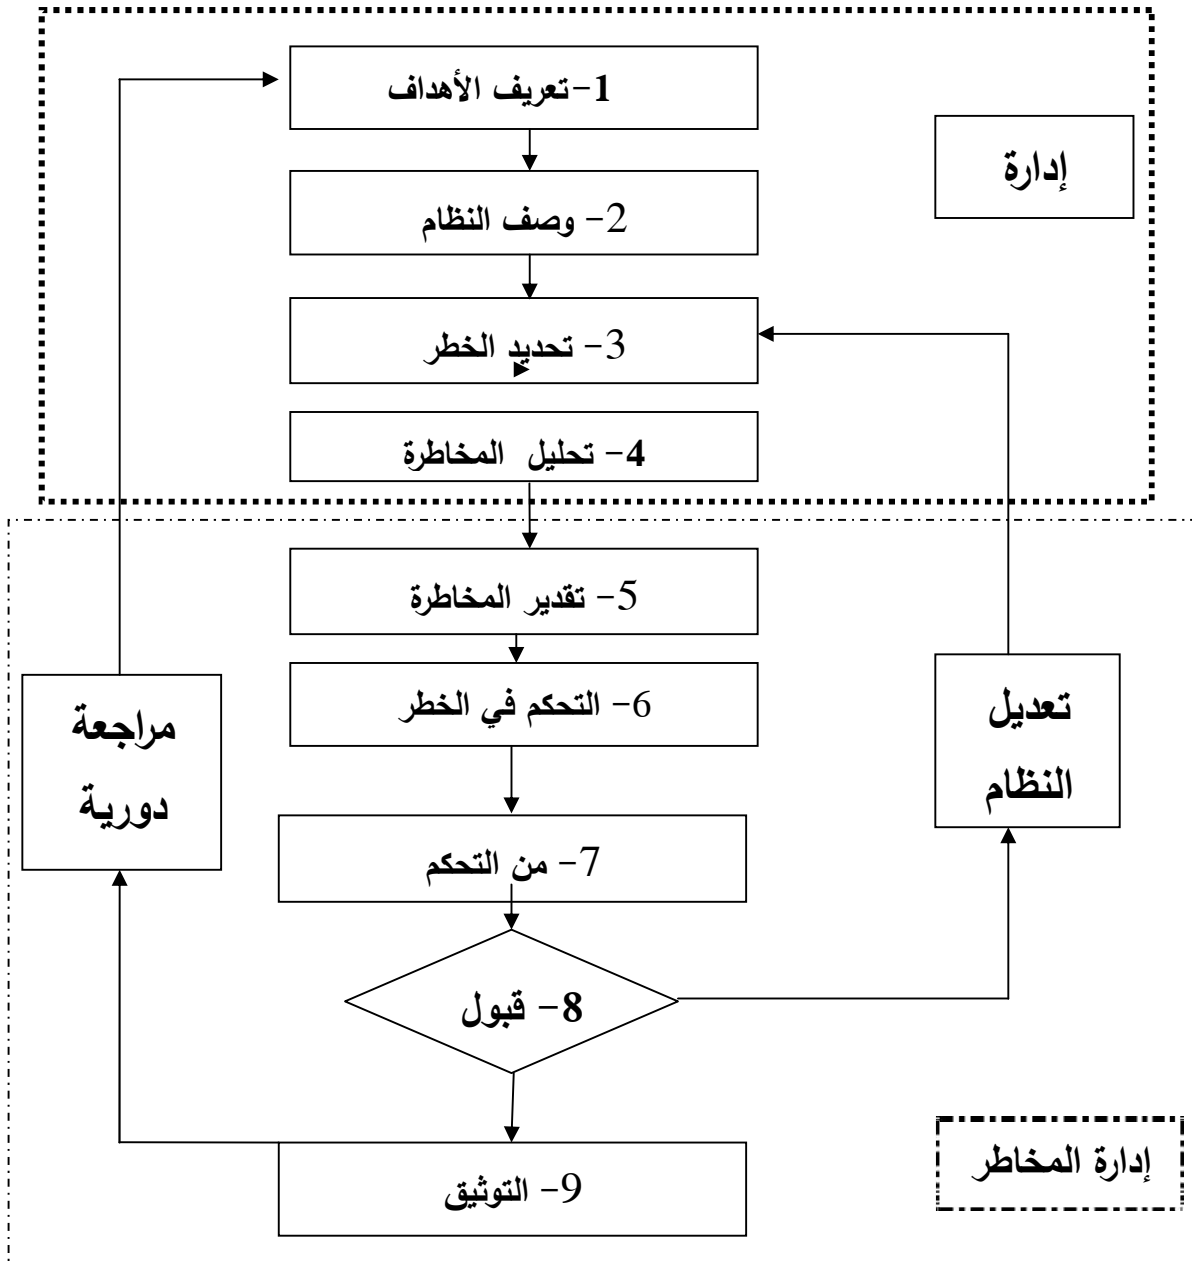 1- تعريف الأهداف
إدارة
2- وصف النظام
3- تحديد الخطر
4- تحليل المخاطرة
5- تقدير المخاطرة
6- التحكم في الخطر
تعديل
النظام
مراجعة
دورية
7- من التحكم
8- قبول
9- التوثيق
إدارة المخاطر